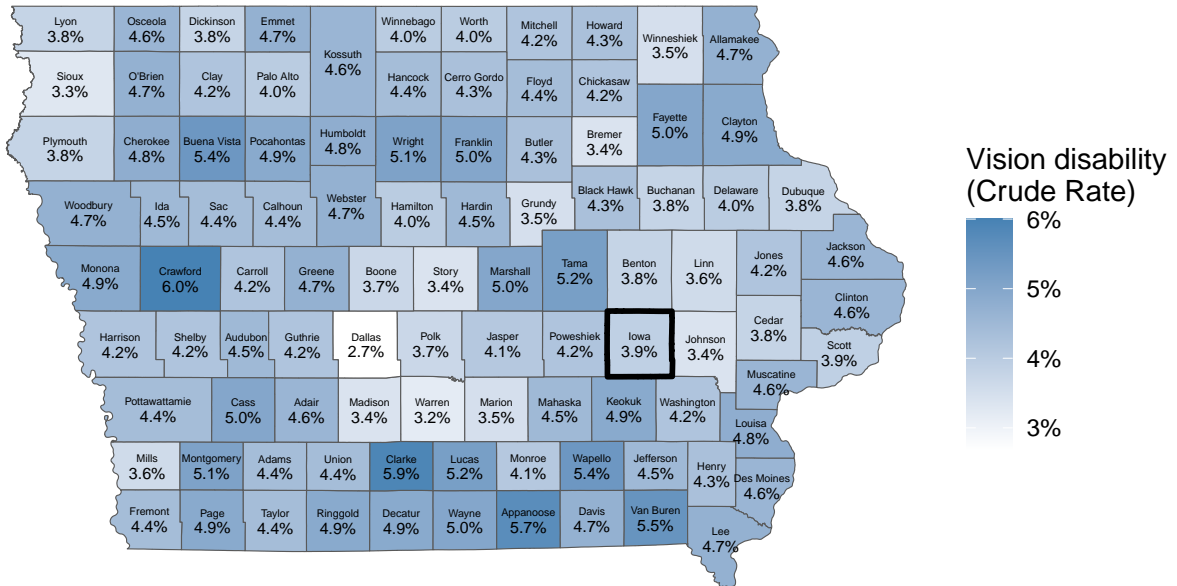 Lyon
3.8%
Osceola
4.6%
Dickinson
3.8%
Emmet
4.7%
Kossuth
4.6%
Winnebago
4.0%
Worth
4.0%
Mitchell
4.2%
Howard
4.3%
Winneshiek
3.5%
Allamakee
4.7%
Sioux
3.3%
O'Brien
4.7%
Clay
4.2%
Palo Alto
4.0%
Hancock
4.4%
Cerro Gordo
4.3%
Floyd
4.4%
Chickasaw
4.2%
Fayette
5.0%
Clayton
4.9%
Plymouth
3.8%
Cherokee
4.8%
Buena Vista
5.4%
Pocahontas
4.9%
Humboldt
4.8%
Wright
5.1%
Franklin
5.0%
Butler
4.3%
Bremer
3.4%
Woodbury
4.7%
Ida
4.5%
Sac
4.4%
Calhoun
4.4%
Webster
4.7%
Hamilton
4.0%
Hardin
4.5%
Grundy
3.5%
Black Hawk
4.3%
Buchanan
3.8%
Delaware
4.0%
Dubuque
3.8%
Monona
4.9%
Crawford
6.0%
Carroll
4.2%
Greene
4.7%
Boone
3.7%
Story
3.4%
Marshall
5.0%
Tama
5.2%
Benton
3.8%
Linn
3.6%
Jones
4.2%
Jackson
4.6%
Clinton
4.6%
Harrison
4.2%
Shelby
4.2%
Audubon
4.5%
Guthrie
4.2%
Dallas
2.7%
Polk
3.7%
Jasper
4.1%
Poweshiek
4.2%
Iowa
3.9%
Johnson
3.4%
Cedar
3.8%
Scott
3.9%
Muscatine
4.6%
Pottawattamie
4.4%
Cass
5.0%
Adair
4.6%
Madison
3.4%
Warren
3.2%
Marion
3.5%
Mahaska
4.5%
Keokuk
4.9%
Washington
4.2%
Louisa
4.8%
Mills
3.6%
Montgomery
5.1%
Adams
4.4%
Union
4.4%
Clarke
5.9%
Lucas
5.2%
Monroe
4.1%
Wapello
5.4%
Jefferson
4.5%
Henry
4.3%
Des Moines
4.6%
Fremont
4.4%
Page
4.9%
Taylor
4.4%
Ringgold
4.9%
Decatur
4.9%
Wayne
5.0%
Appanoose
5.7%
Davis
4.7%
Van Buren
5.5%
Lee
4.7%
Vision disability
(Crude Rate)
6%
5%
4%
3%